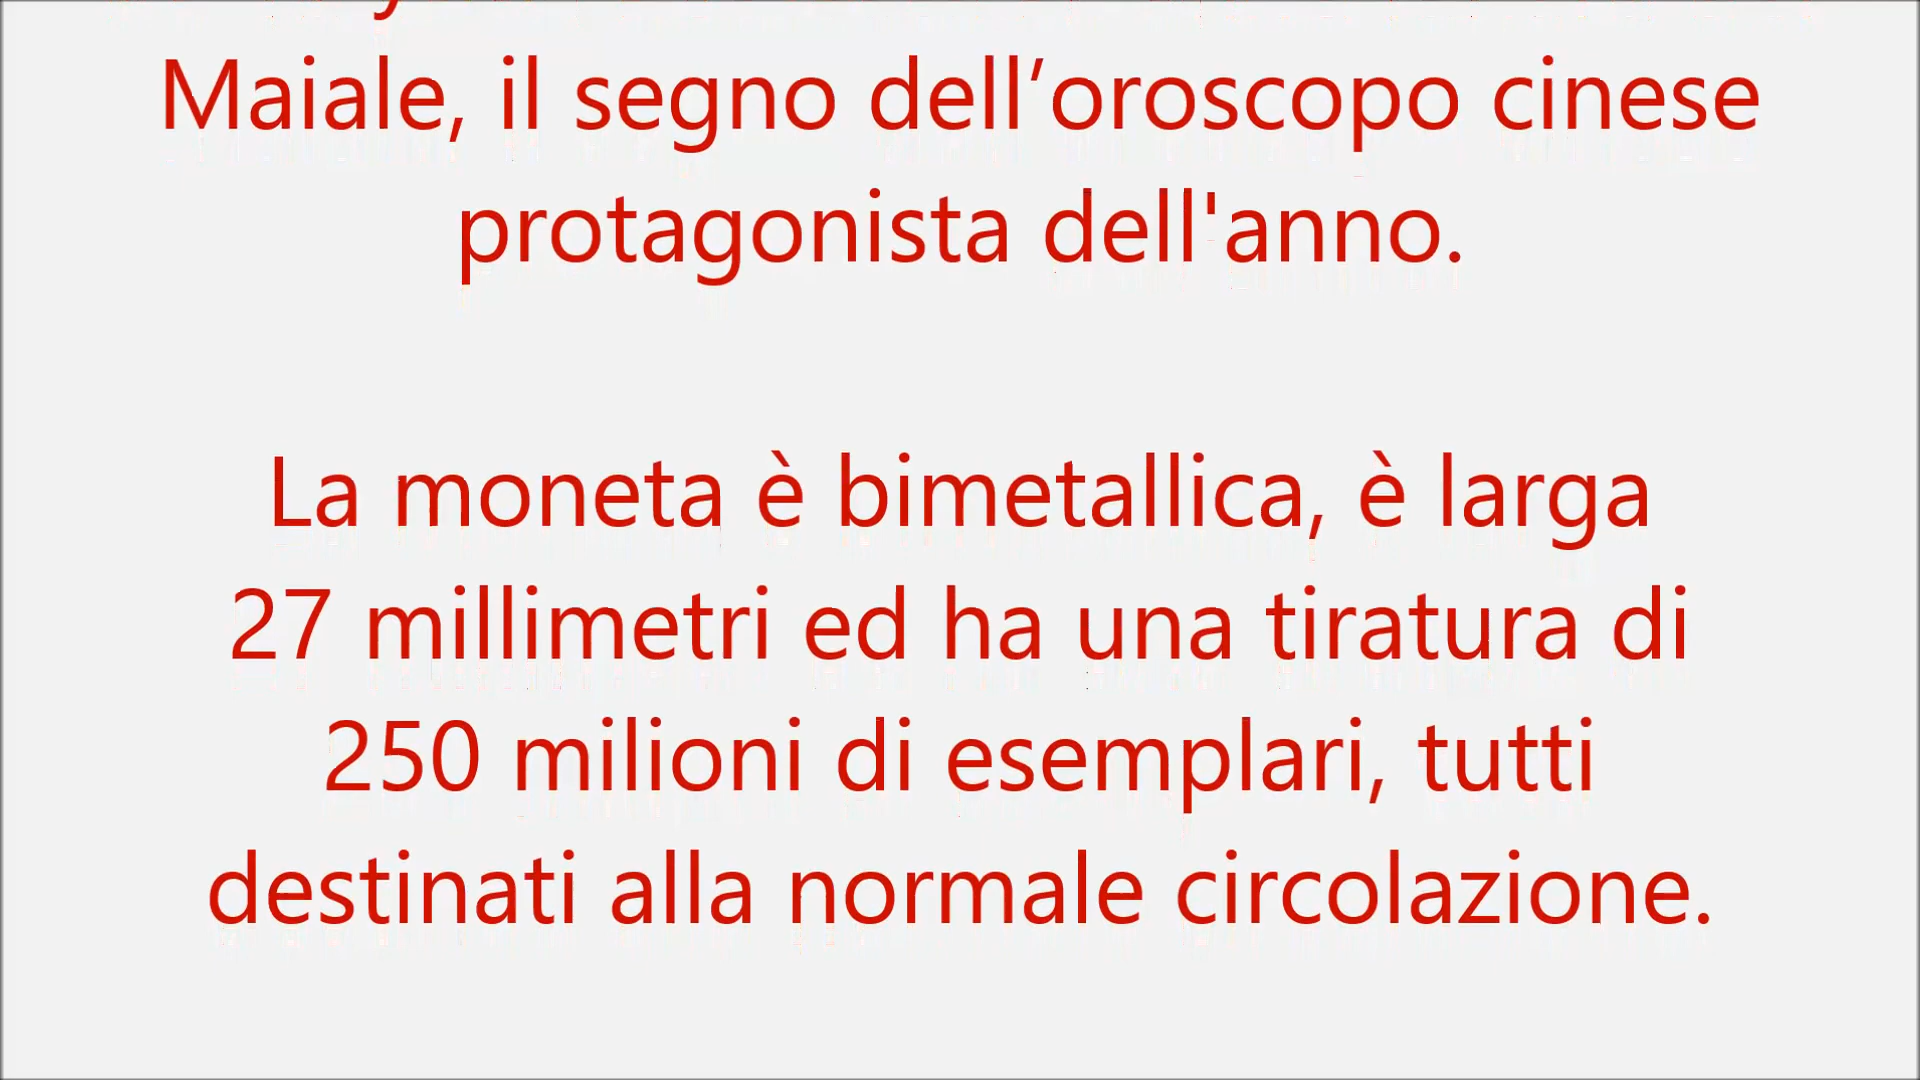 Maiale, il segno dell’oroscopo cinese
protagonista dell'anno.
La moneta è bimetallica, è larga
27 millimetri ed ha una tiratura di
250 milioni di esemplari, tutti
destinati alla normale circolazione.